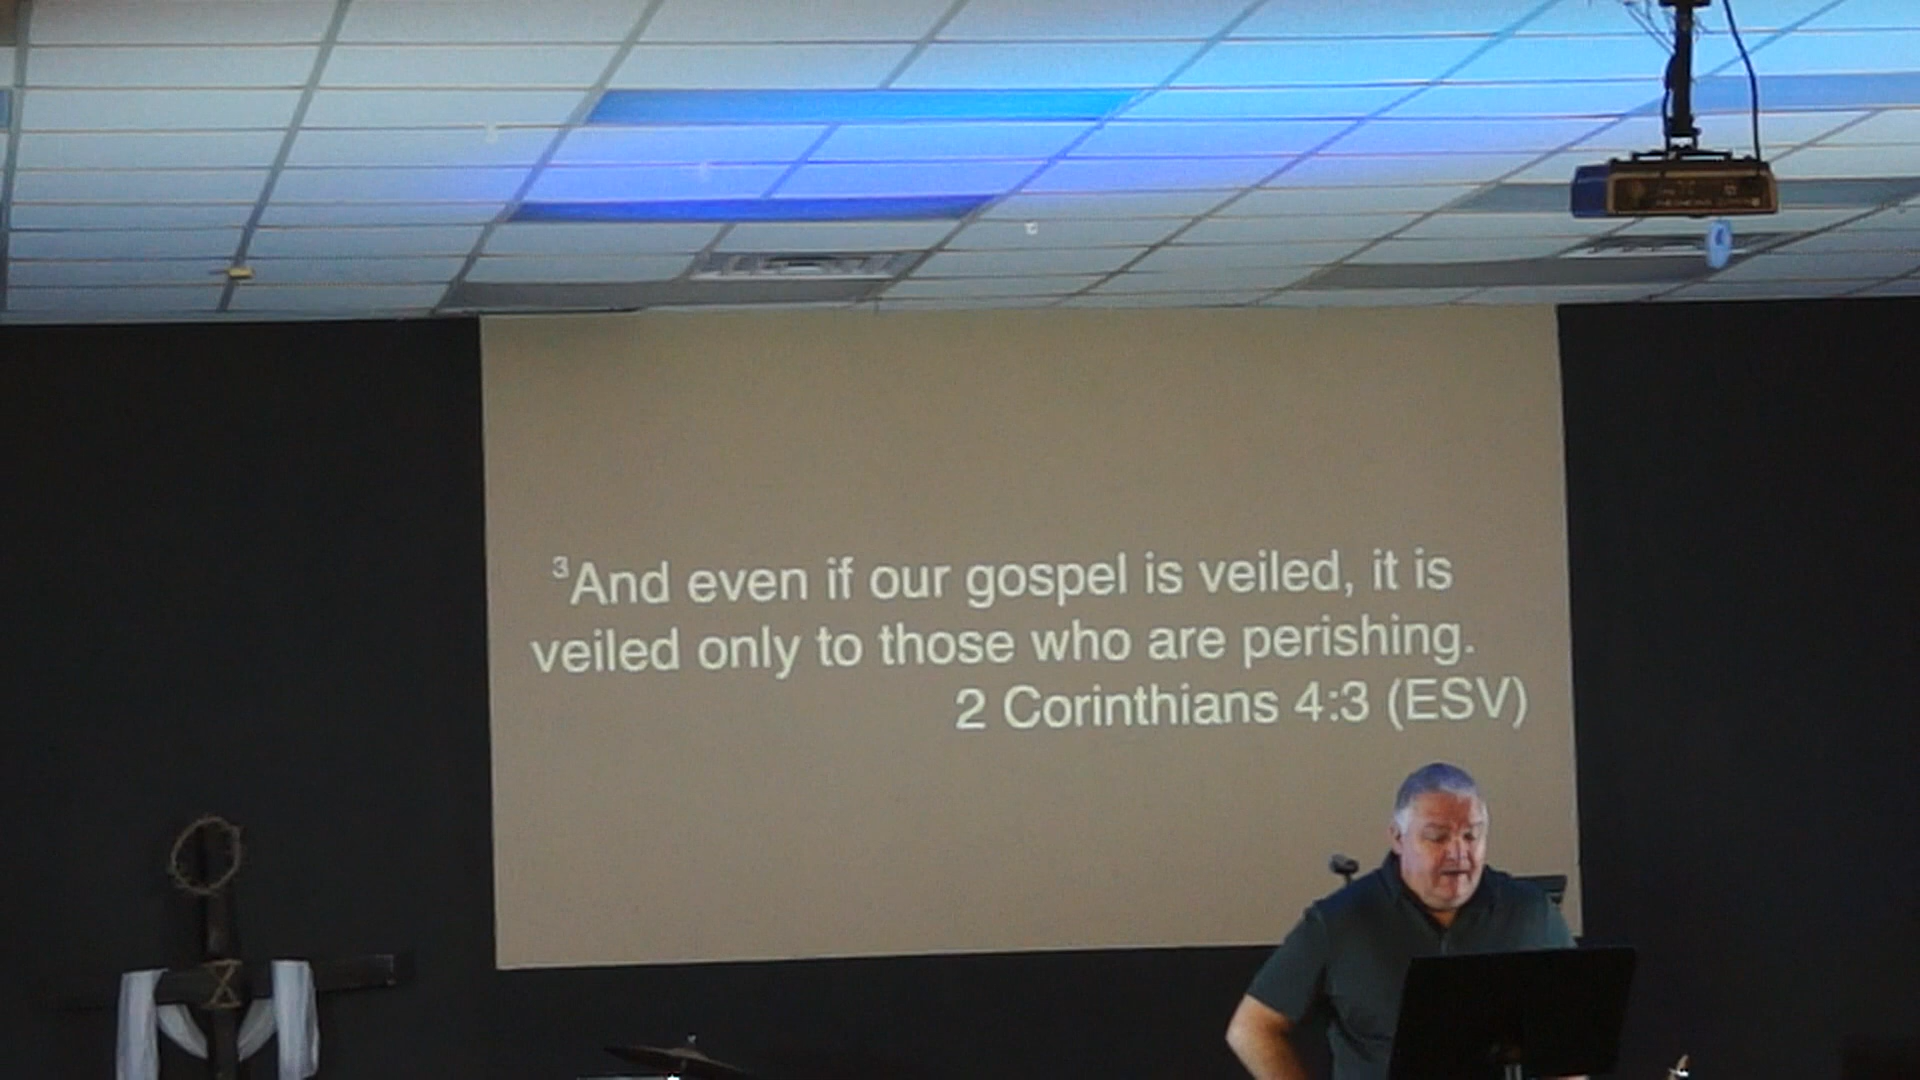 ³And even if our gospel is veiled, it is
veiled only to those who are perishing.
2 Corinthians 4:3 (ESV)